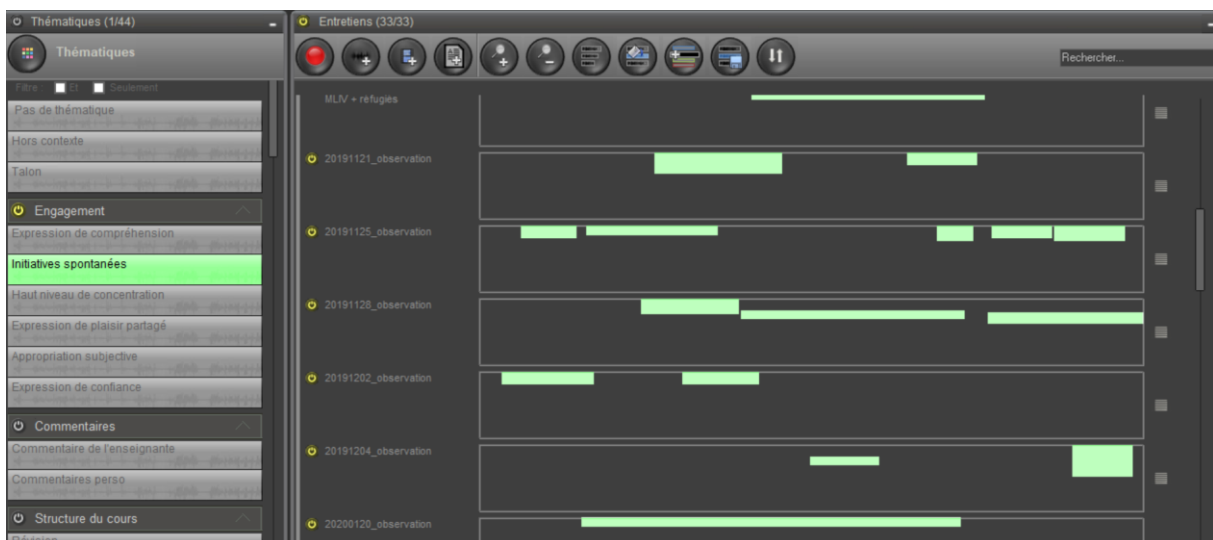 Thématiques (1/44)
Thématiques
Filtre : Et Seulement
Pas de thématique
Hors contexte
Talon
Engagement
Expression de compréhension
Initiatives spontanées
Haut niveau de concentration
Expression de plaisir partagé
Appropriation subjective
Expression de confiance
Commentaires
Commentaire de l'enseignante
Commentaires perso
Structure du cours
Révision
Entretiens (33/33)
Rechercher...
MLIV + réfugiés
20191121_observation
20191125_observation
20191128_observation
20191202_observation
20191204_observation
20200120_observation